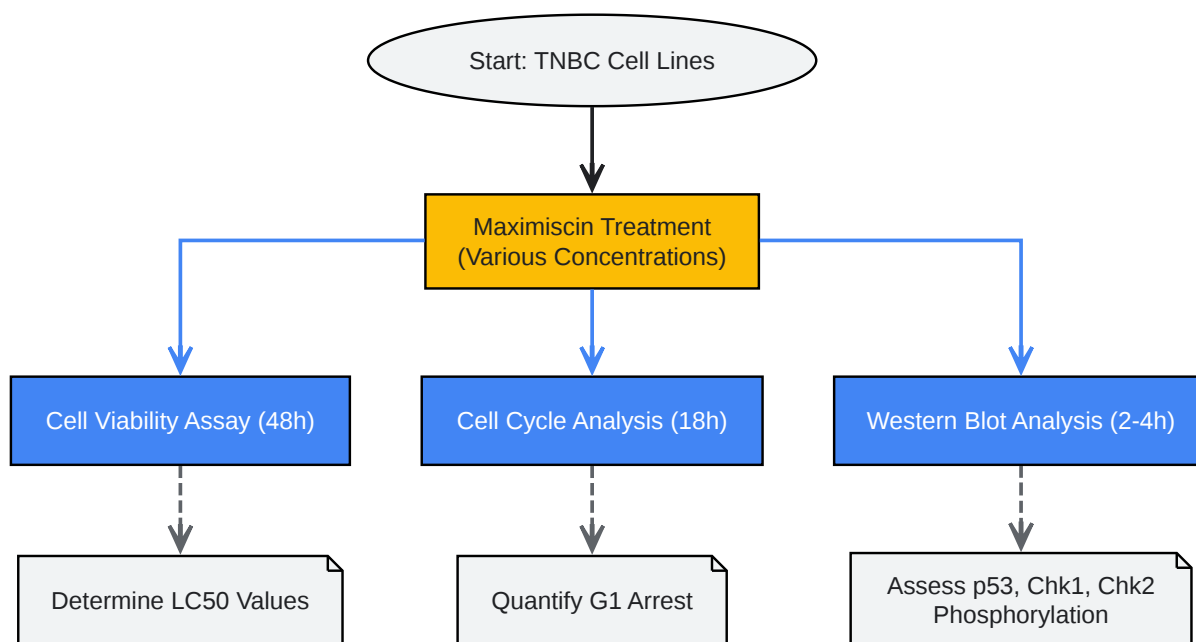 Start: TNBC Cell Lines
Maximiscin Treatment
(Various Concentrations)
Cell Viability Assay (48h)
Cell Cycle Analysis (18h)
Western Blot Analysis (2-4h)
Determine LC50 Values
Quantify G1 Arrest
Assess p53, Chk1, Chk2
Phosphorylation